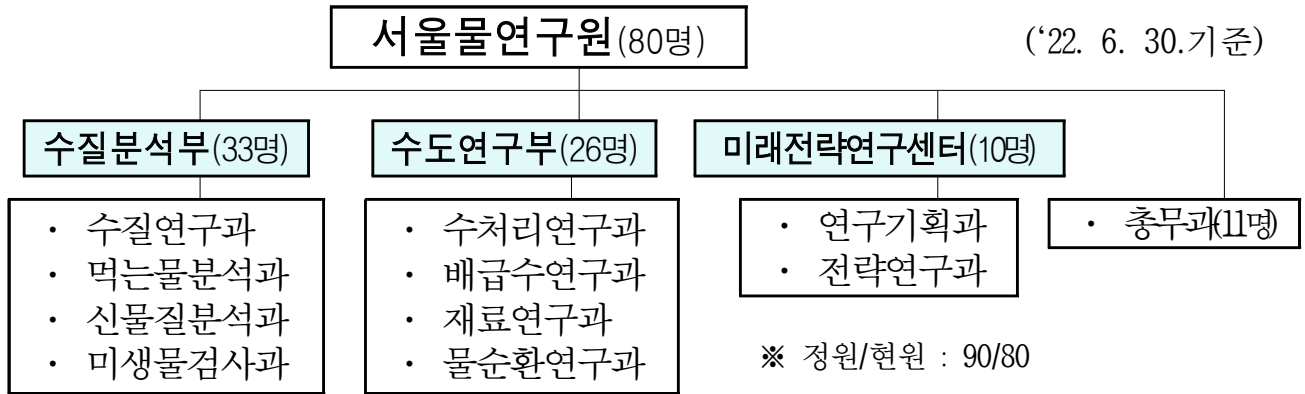 서울물연구원(80명)
(‘22. 6. 30.기준)
수질분석부(33명)
수도연구부(26명)
미래전략연구센터(10명)
· 수질연구과
· 먹는물분석과
· 신물질분석과
· 미생물검사과
· 수처리연구과
· 배급수연구과
· 재료연구과
· 물순환연구과
· 연구기획과
· 전략연구과
· 총무과(11명)
※ 정원/현원 : 90/80